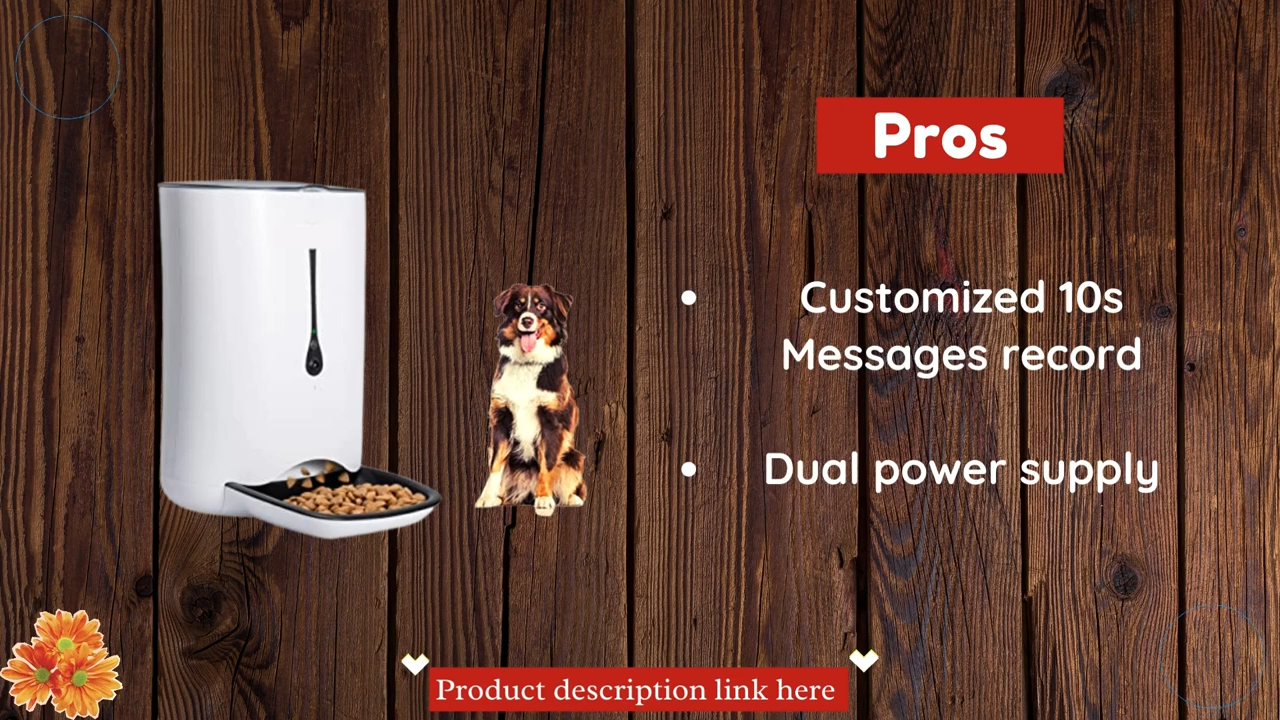 Pros
Customized 10s
Messages record
Dual power supply
Product description link here